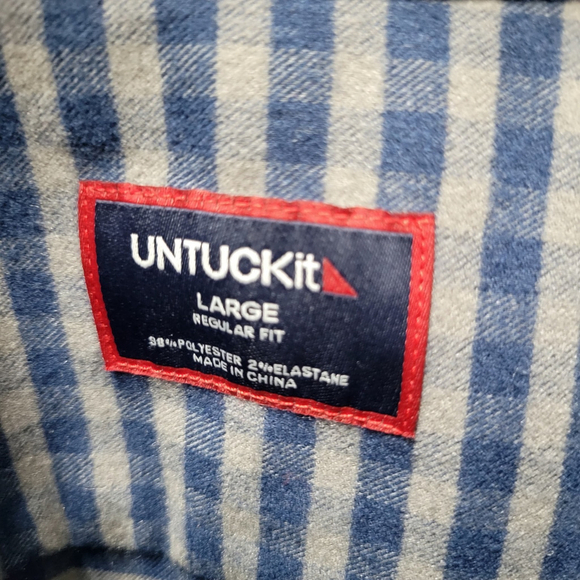 UNTUCKit
LARGE
REGULAR FIT
98% POLYESTER 2% ELASTANE
MADE IN CHINA